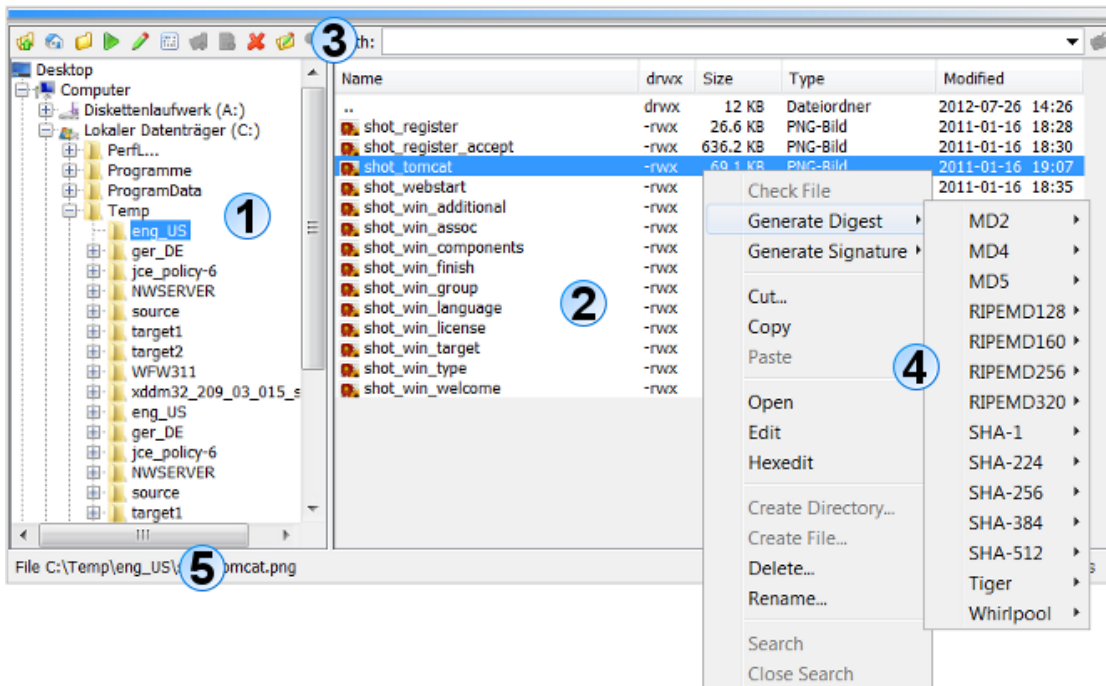 3 th:
Desktop
Computer
Diskettenlaufwerk (A:)
Lokaler Datenträger (C:)
PerfL...
Programme
ProgramData
Temp
1
eng_US
ger_DE
jce_policy-6
NWSERVER
source
target1
target2
WFW311
xddm32_209_03_015_s
eng_US
ger_DE
jce_policy-6
NWSERVER
source
target1
Name drwx Size Type Modified
.. drwx 12 KB Dateiordner 2012-07-26 14:26
shot_register -rwx 26.6 KB PNG-Bild 2011-01-16 18:28
shot_register_accept -rwx 636.2 KB PNG-Bild 2011-01-16 18:30
shot_tomcat -rwx 69.1 KB PNG-Bild 2011-01-16 19:07
shot_webstart -rwx 2011-01-16 18:35
shot_win_additional -rwx
shot_win_assoc -rwx
shot_win_components -rwx
shot_win_finish -rwx
shot_win_group -rwx
2
shot_win_language -rwx
shot_win_license -rwx
shot_win_target -rwx
shot_win_type -rwx
shot_win_welcome -rwx
Check File
Generate Digest
Generate Signature
Cut...
Copy
Paste
Open
Edit
Hexedit
Create Directory...
Create File...
Delete...
Rename...
Search
Close Search
MD2
MD4
MD5
RIPEMD128
RIPEMD160
4
RIPEMD256
RIPEMD320
SHA-1
SHA-224
SHA-256
SHA-384
SHA-512
Tiger
Whirlpool
File C:\Temp\eng_US\s 5 omcat.png s